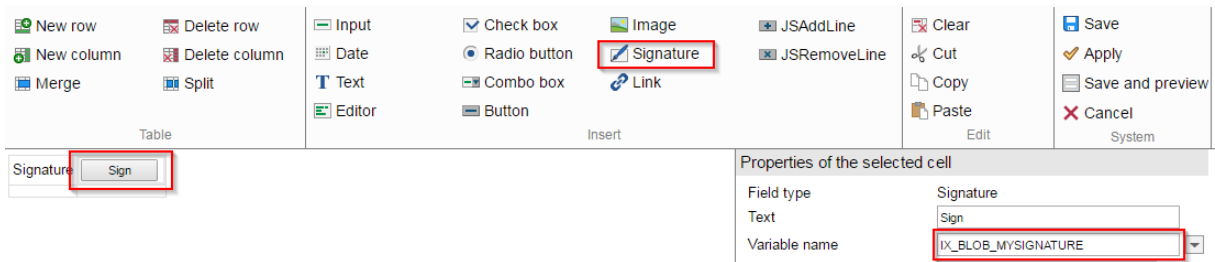 New row Delete row Input Check box Image JSAddLine Clear Save
New column Delete column Date Radio button Signature JSRemoveLine Cut Apply
Merge Split Text Combo box Link Copy Save and preview
Editor Button Paste Cancel
Table Insert Edit System
Signature Sign
Properties of the selected cell
Field type Signature
Text Sign
Variable name IX_BLOB_MYSIGNATURE